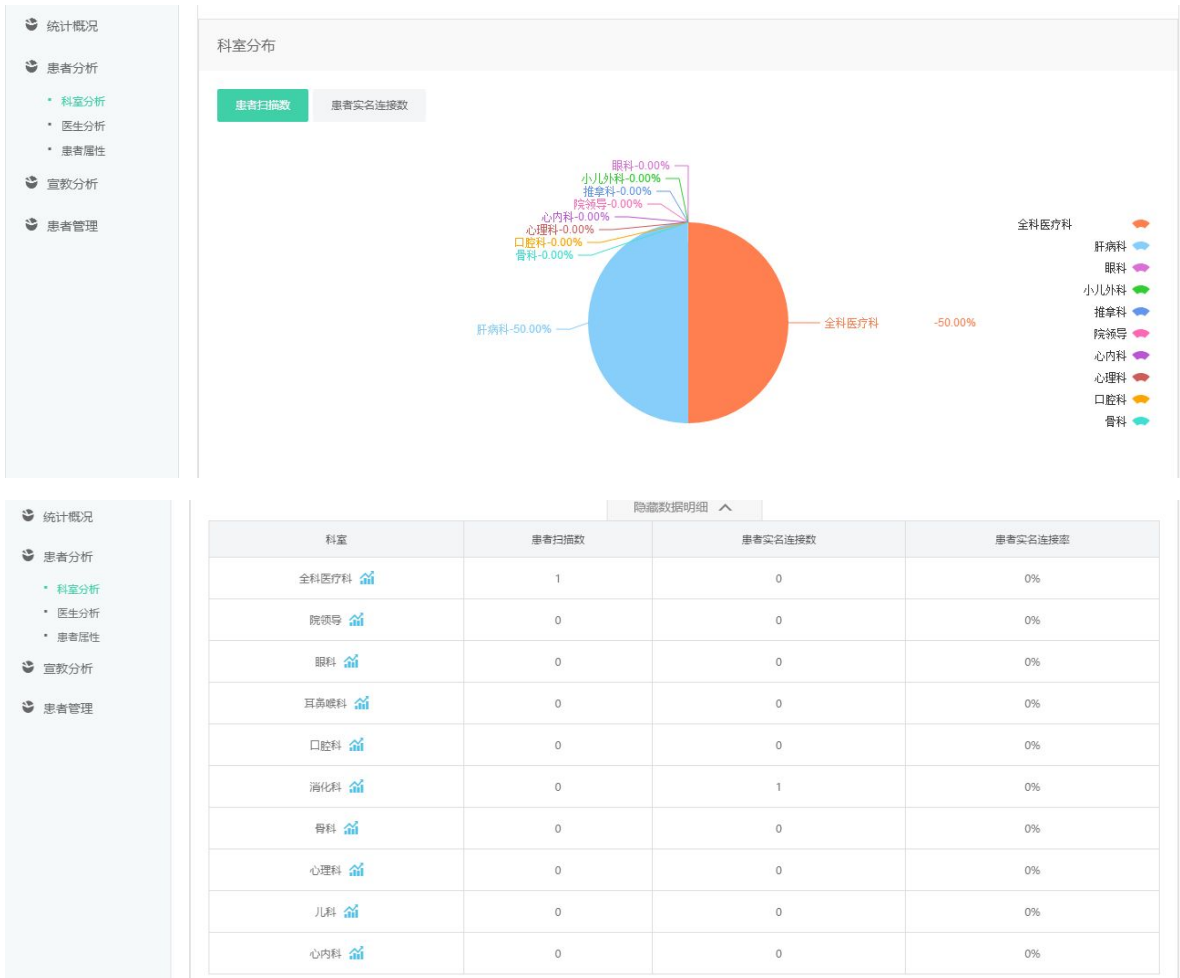 统计概况
患者分析
科室分析
医生分析
患者属性
宣教分析
患者管理
科室分布
患者扫描数 患者实名连接数
眼科-0.00%
小儿外科-0.00%
推拿科-0.00%
院领导-0.00%
心内科-0.00%
心理科-0.00%
口腔科-0.00%
骨科-0.00%
肝病科-50.00%
全科医疗科 -50.00%
全科医疗科
肝病科
眼科
小儿外科
推拿科
院领导
心内科
心理科
口腔科
骨科
统计概况
患者分析
科室分析
医生分析
患者属性
宣教分析
患者管理
隐藏数据明细
科室 患者扫描数 患者实名连接数 患者实名连接率
全科医疗科 1 0 0%
院领导 0 0 0%
眼科 0 0 0%
耳鼻喉科 0 0 0%
口腔科 0 0 0%
消化科 0 1 0%
骨科 0 0 0%
心理科 0 0 0%
儿科 0 0 0%
心内科 0 0 0%